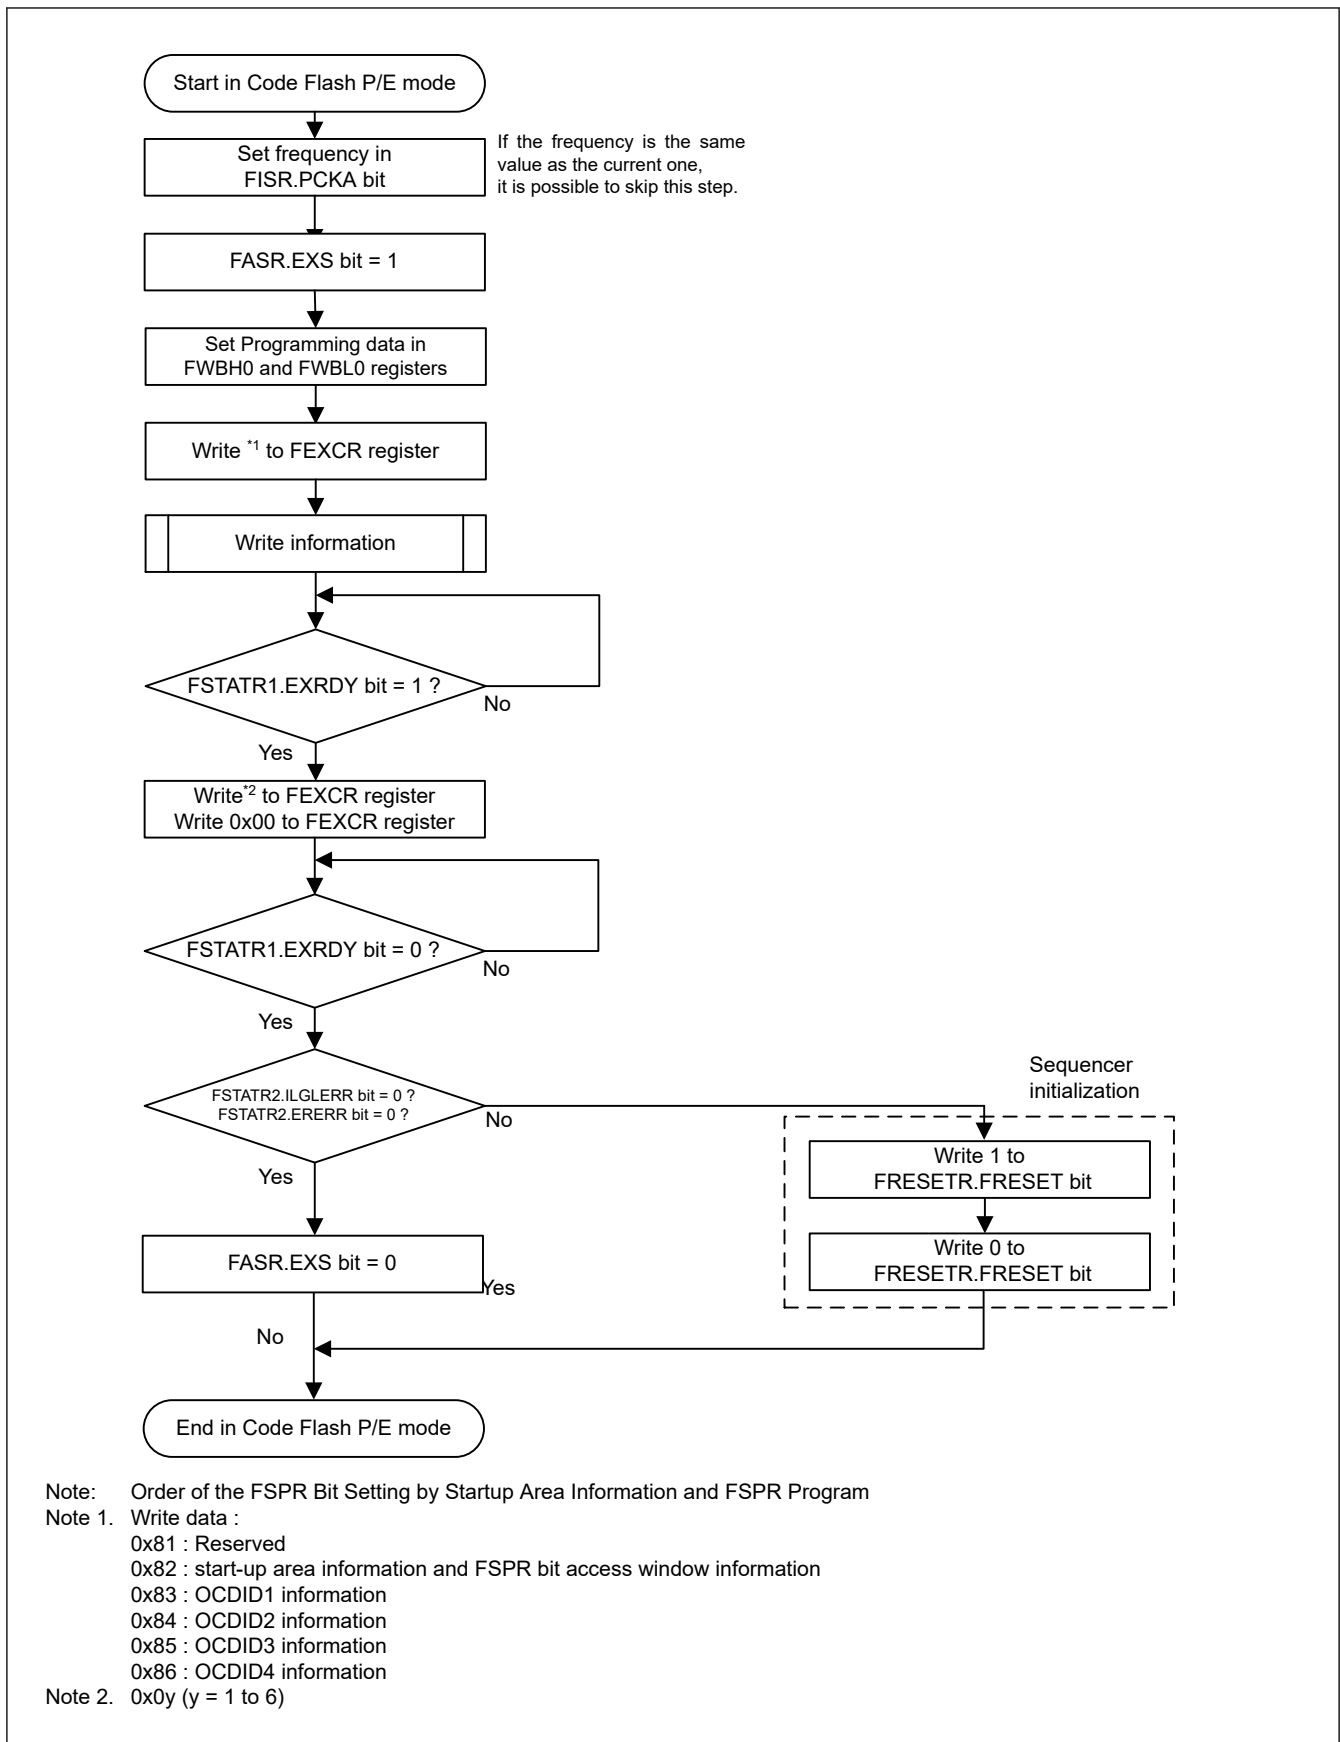 Start in Code Flash P/E mode
Set frequency in
FISR.PCKA bit
If the frequency is the same
value as the current one,
it is possible to skip this step.
FASR.EXS bit = 1
Set Programming data in
FWBH0 and FWBL0 registers
Write *1 to FEXCR register
Write information
FSTATR1.EXRDY bit = 1 ?
No
Yes
Write*2 to FEXCR register
Write 0x00 to FEXCR register
FSTATR1.EXRDY bit = 0 ?
No
Yes
Sequencer
initialization
FSTATR2.ILGLERR bit = 0 ?
FSTATR2.ERERR bit = 0 ?
No
Yes
Write 1 to
FRESETR.FRESET bit
Write 0 to
FRESETR.FRESET bit
FASR.EXS bit = 0
Yes
No
End in Code Flash P/E mode
Note: Order of the FSPR Bit Setting by Startup Area Information and FSPR Program
Note 1. Write data :
0x81 : Reserved
0x82 : start-up area information and FSPR bit access window information
0x83 : OCDID1 information
0x84 : OCDID2 information
0x85 : OCDID3 information
0x86 : OCDID4 information
Note 2. 0x0y (y = 1 to 6)